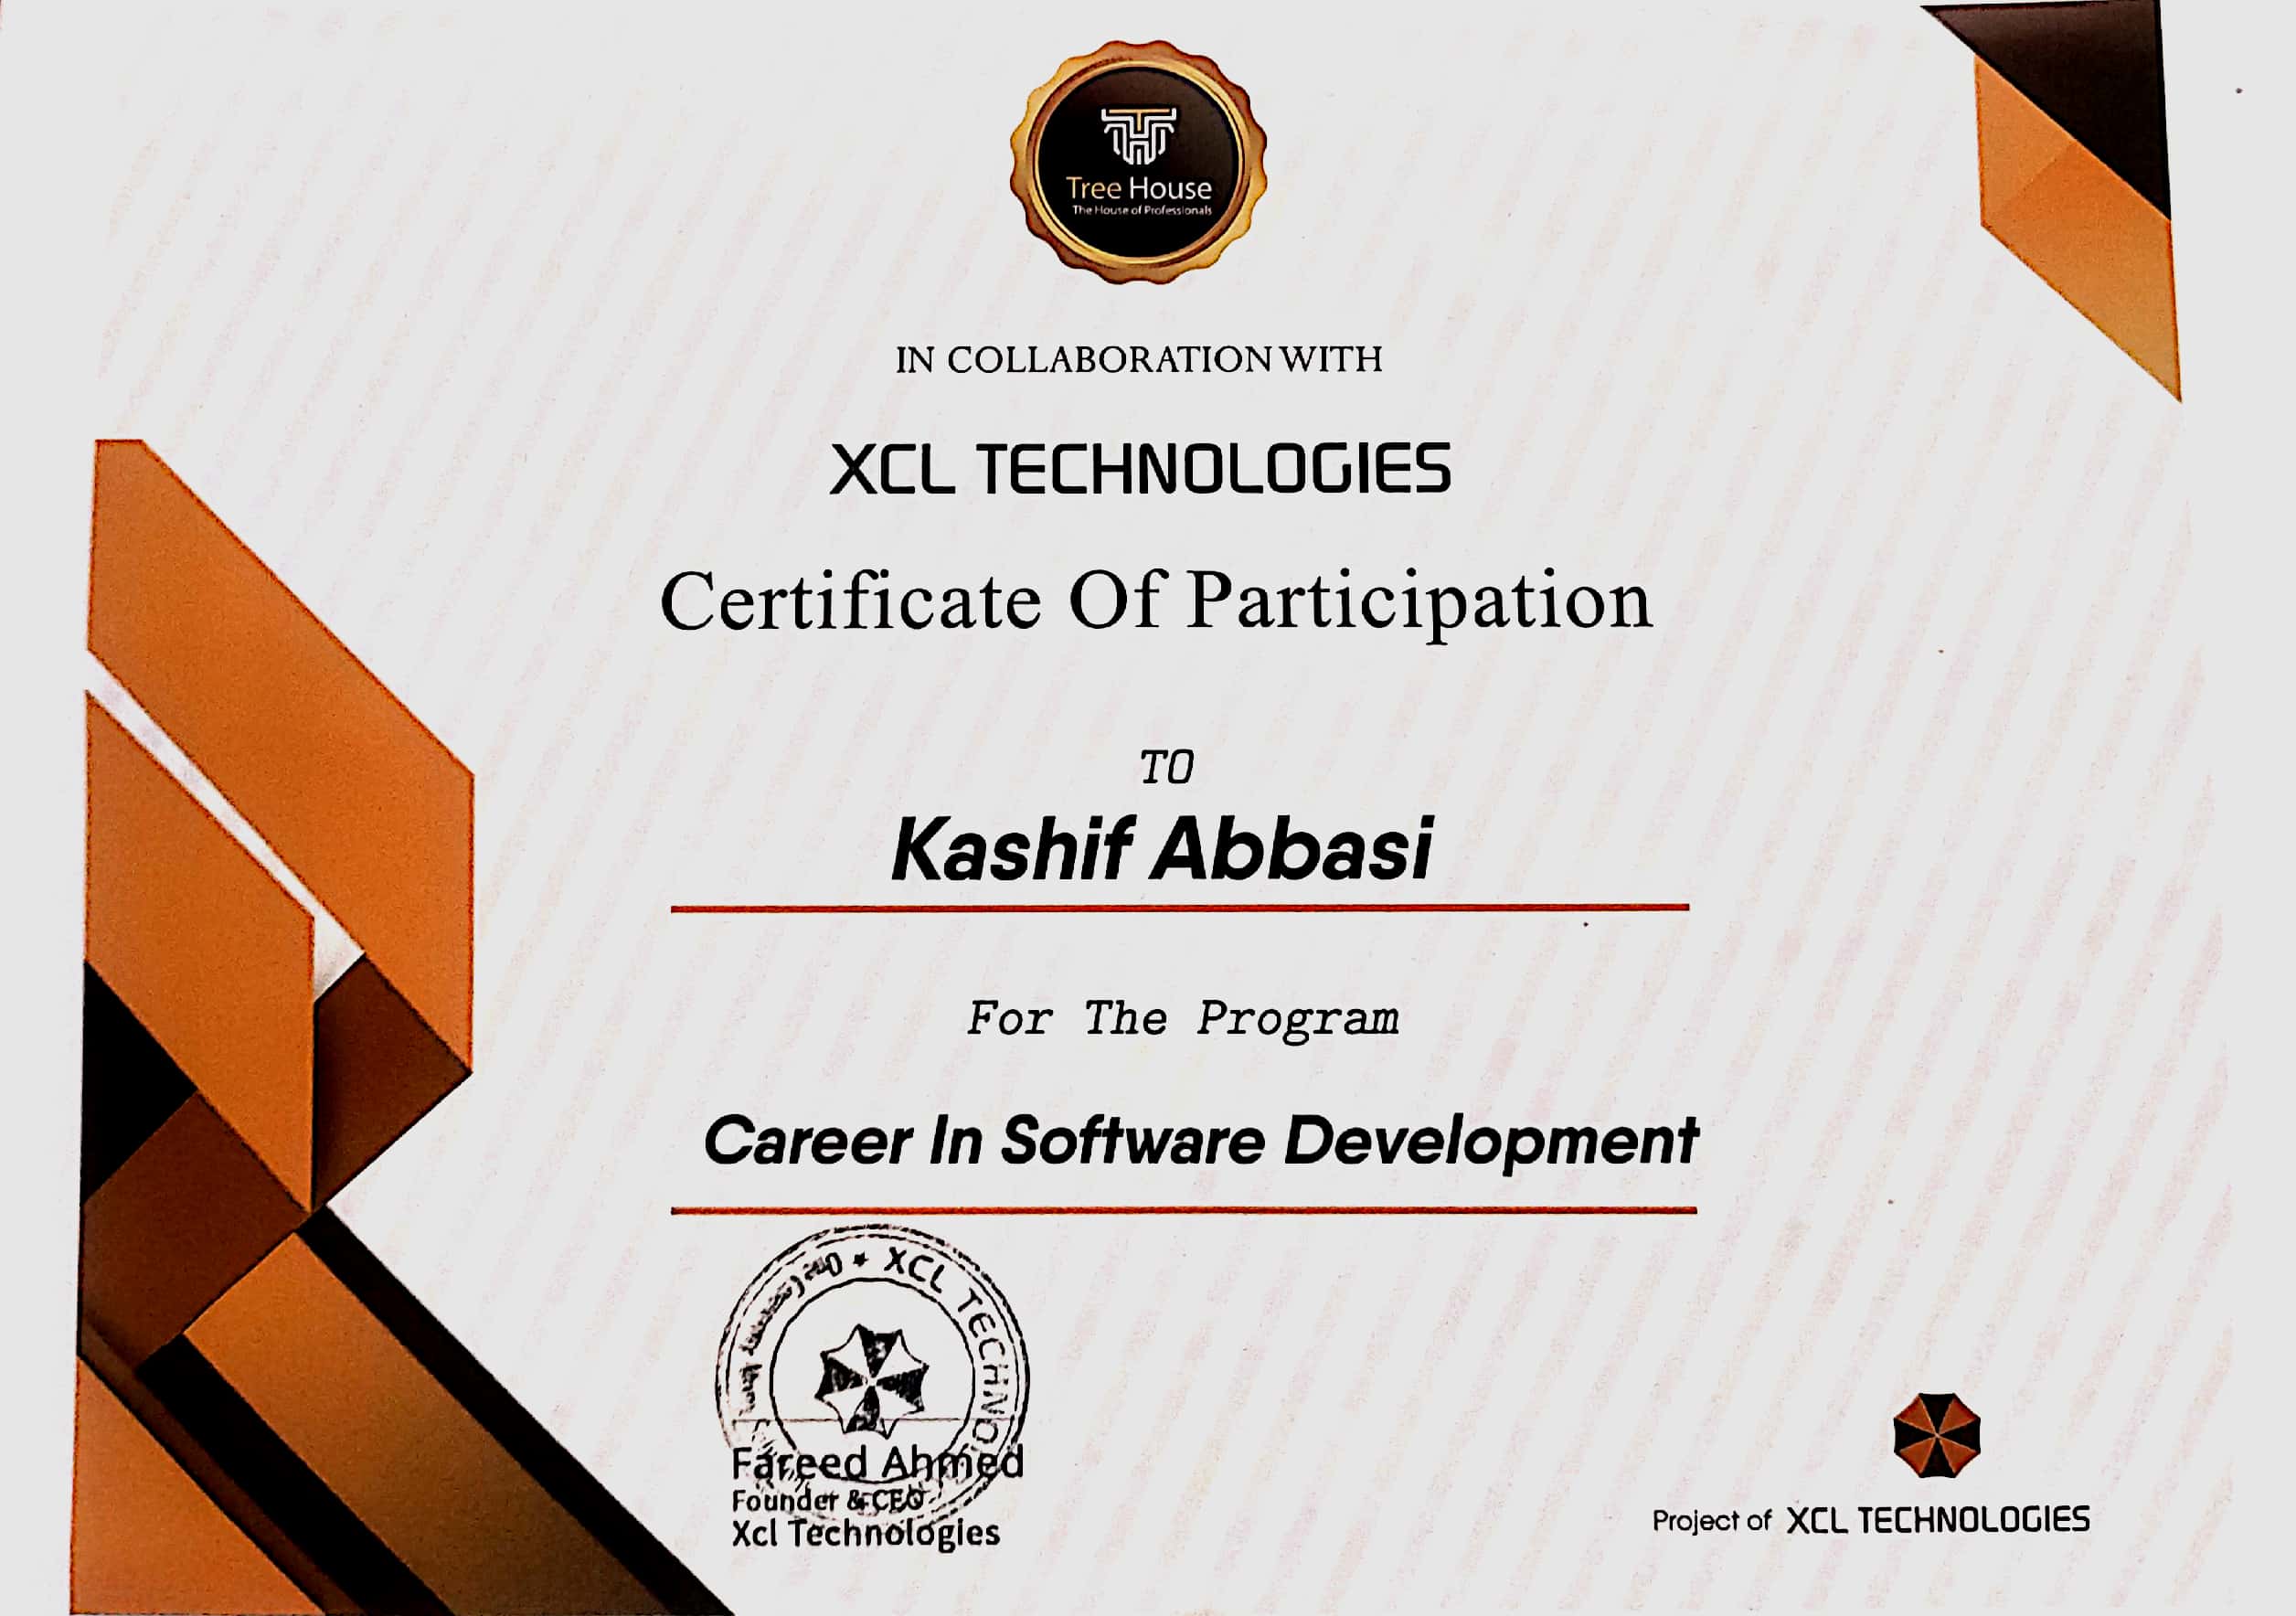 Tree House
The House of Professionals
IN COLLABORATION WITH
XCL TECHNOLOGIES
Certificate Of Participation
TO
Kashif Abbasi
For The Program
Career In Software Development
XCL TECHNO
Fareed Ahmed
Founder & CEO
Xcl Technologies
Project of XCL TECHNOLOGIES